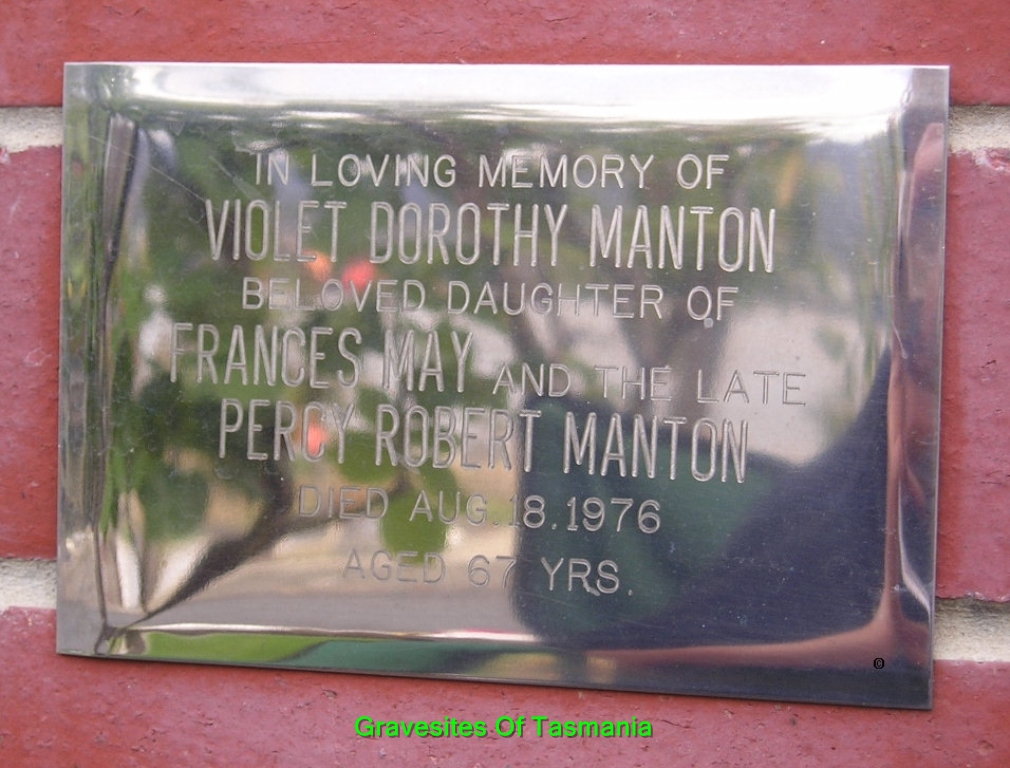 IN LOVING MEMORY OF
VIOLET DOROTHY MANTON
BELOVED DAUGHTER OF
FRANCES MAY AND THE LATE
PERCY ROBERT MANTON
DIED AUG.18.1976
AGED 67 YRS.
©
Gravesites Of Tasmania